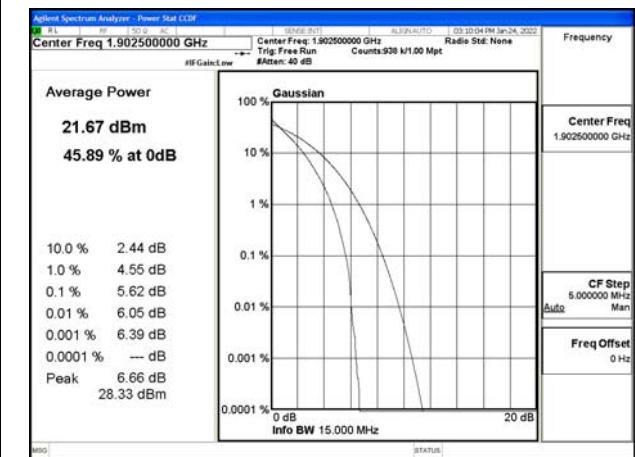 Agilent Spectrum Analyzer - Power Stat CCDF
RL RF 50 Ω AC SENSE:INT ALIGN AUTO 03:10:04 PM Jan 24, 2022
Center Freq 1.902500000 GHz
Center Freq: 1.902500000 GHz Radio Std: None
Trig: Free Run Counts:938 k/1.00 Mpt
#IFGain:Low #Atten: 40 dB
Frequency
Average Power
21.67 dBm
45.89 % at 0dB
10.0 % 2.44 dB
1.0 % 4.55 dB
0.1 % 5.62 dB
0.01 % 6.05 dB
0.001 % 6.39 dB
0.0001 % --- dB
Peak 6.66 dB
28.33 dBm
Gaussian
100 %
10 %
1 %
0.1 %
0.01 %
0.001 %
0.0001 %
0 dB 20 dB
Info BW 15.000 MHz
Center Freq
1.902500000 GHz
CF Step
5.000000 MHz
Auto Man
Freq Offset
0 Hz
MSG STATUS